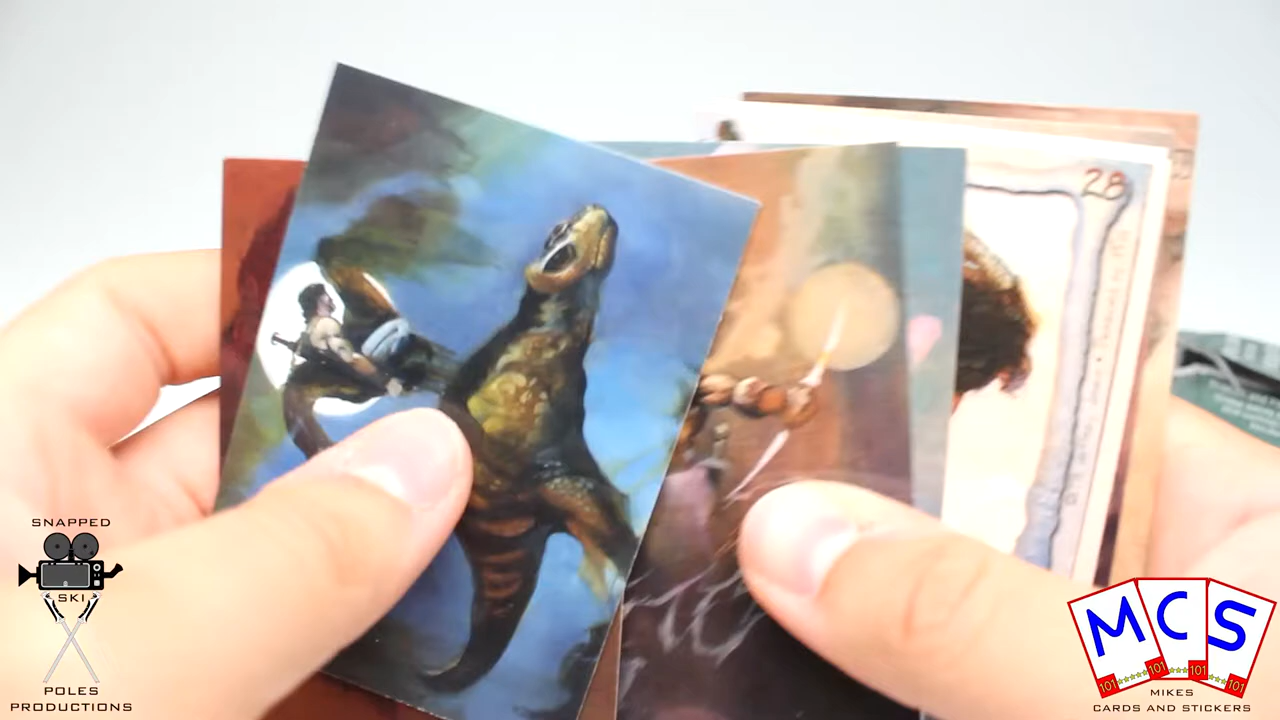 28
SNAPPED
SKI
POLES
PRODUCTIONS
MCS
101 101 101 101
MIKES
CARDS AND STICKERS